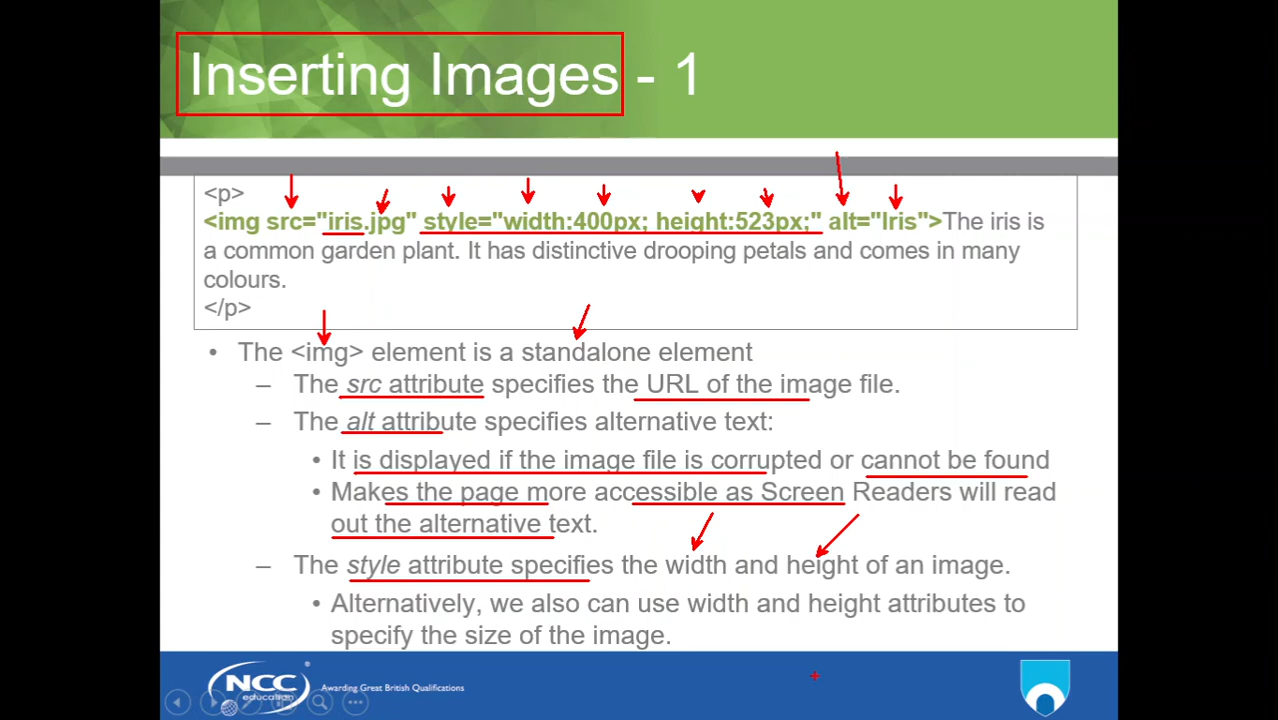 Inserting Images - 1
<p>
<img src="iris.jpg" style="width:400px; height:523px;" alt="Iris">The iris is
a common garden plant. It has distinctive drooping petals and comes in many
colours.
</p>
• The <img> element is a standalone element
– The src attribute specifies the URL of the image file.
– The alt attribute specifies alternative text:
• It is displayed if the image file is corrupted or cannot be found
• Makes the page more accessible as Screen Readers will read
out the alternative text.
– The style attribute specifies the width and height of an image.
• Alternatively, we also can use width and height attributes to
specify the size of the image.
NCC
education
®
Awarding Great British Qualifications